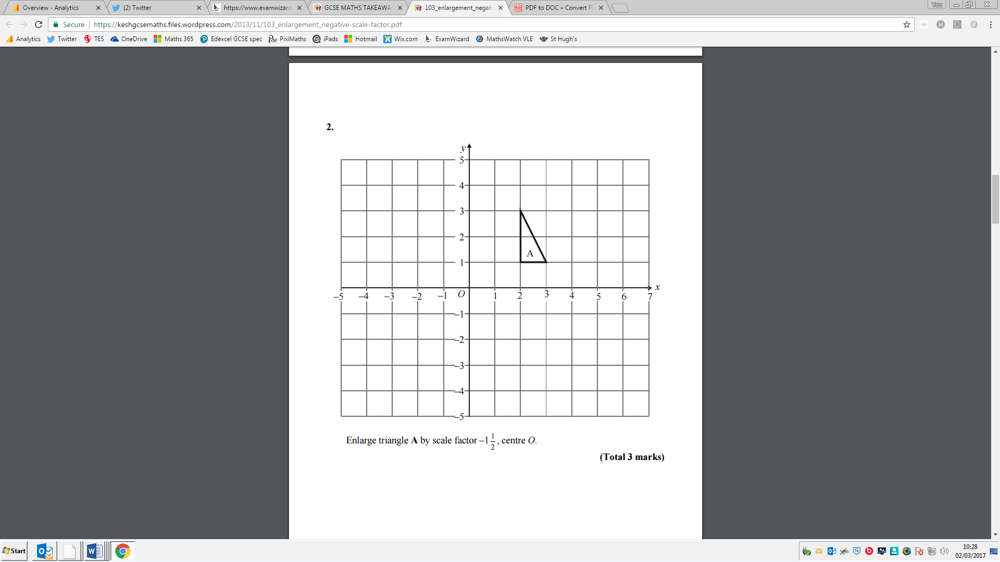 Overview - Analytics
(2) Twitter
https://www.examwizard
GCSE MATHS TAKEAWA
103_enlargement_negati
PDF to DOC – Convert P
You
Secure
https://keshgcsemaths.files.wordpress.com/2013/11/103_enlargement_negative-scale-factor.pdf
Analytics
Twitter
TES
OneDrive
Maths 365
Edexcel GCSE spec
PixiMaths
iPads
Hotmail
Wix.com
ExamWizard
MathsWatch VLE
St Hugh's
2.
y
5
4
3
2
1
A
x
–5 –4 –3 –2 –1 O 1 2 3 4 5 6 7
–1
–2
–3
–4
–5
Enlarge triangle A by scale factor –1 1/2, centre O.
(Total 3 marks)
Start
10:28
02/03/2017